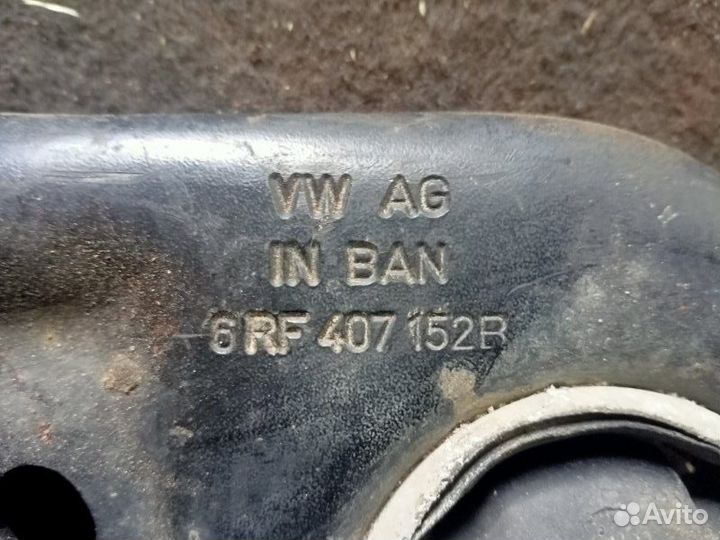 VW AG
IN BAN
6RF 407 152B
Avito